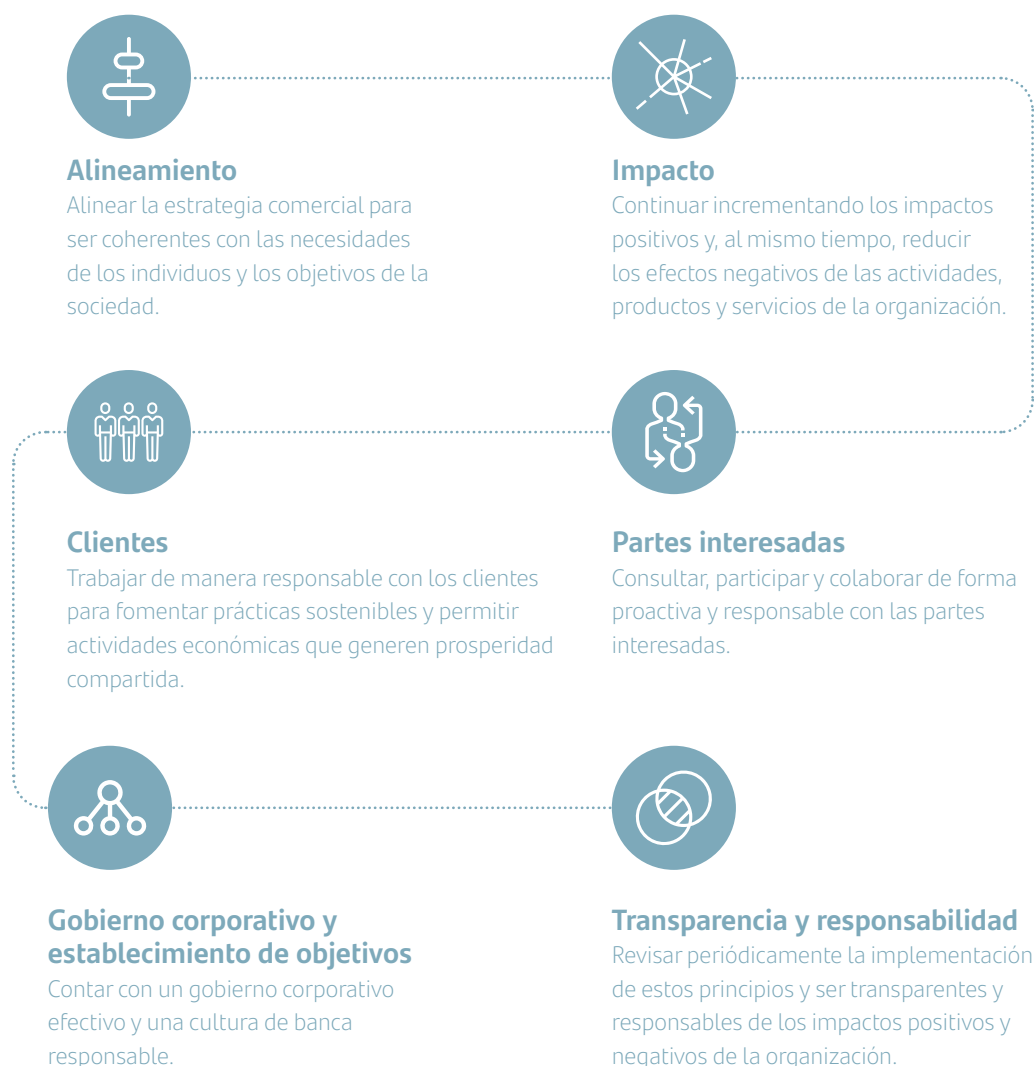 Alineamiento
Alinear la estrategia comercial para
ser coherentes con las necesidades
de los individuos y los objetivos de la
sociedad.
Impacto
Continuar incrementando los impactos
positivos y, al mismo tiempo, reducir
los efectos negativos de las actividades,
productos y servicios de la organización.
Clientes
Trabajar de manera responsable con los clientes
para fomentar prácticas sostenibles y permitir
actividades económicas que generen prosperidad
compartida.
Partes interesadas
Consultar, participar y colaborar de forma
proactiva y responsable con las partes
interesadas.
Gobierno corporativo y
establecimiento de objetivos
Contar con un gobierno corporativo
efectivo y una cultura de banca
responsable.
Transparencia y responsabilidad
Revisar periódicamente la implementación
de estos principios y ser transparentes y
responsables de los impactos positivos y
negativos de la organización.